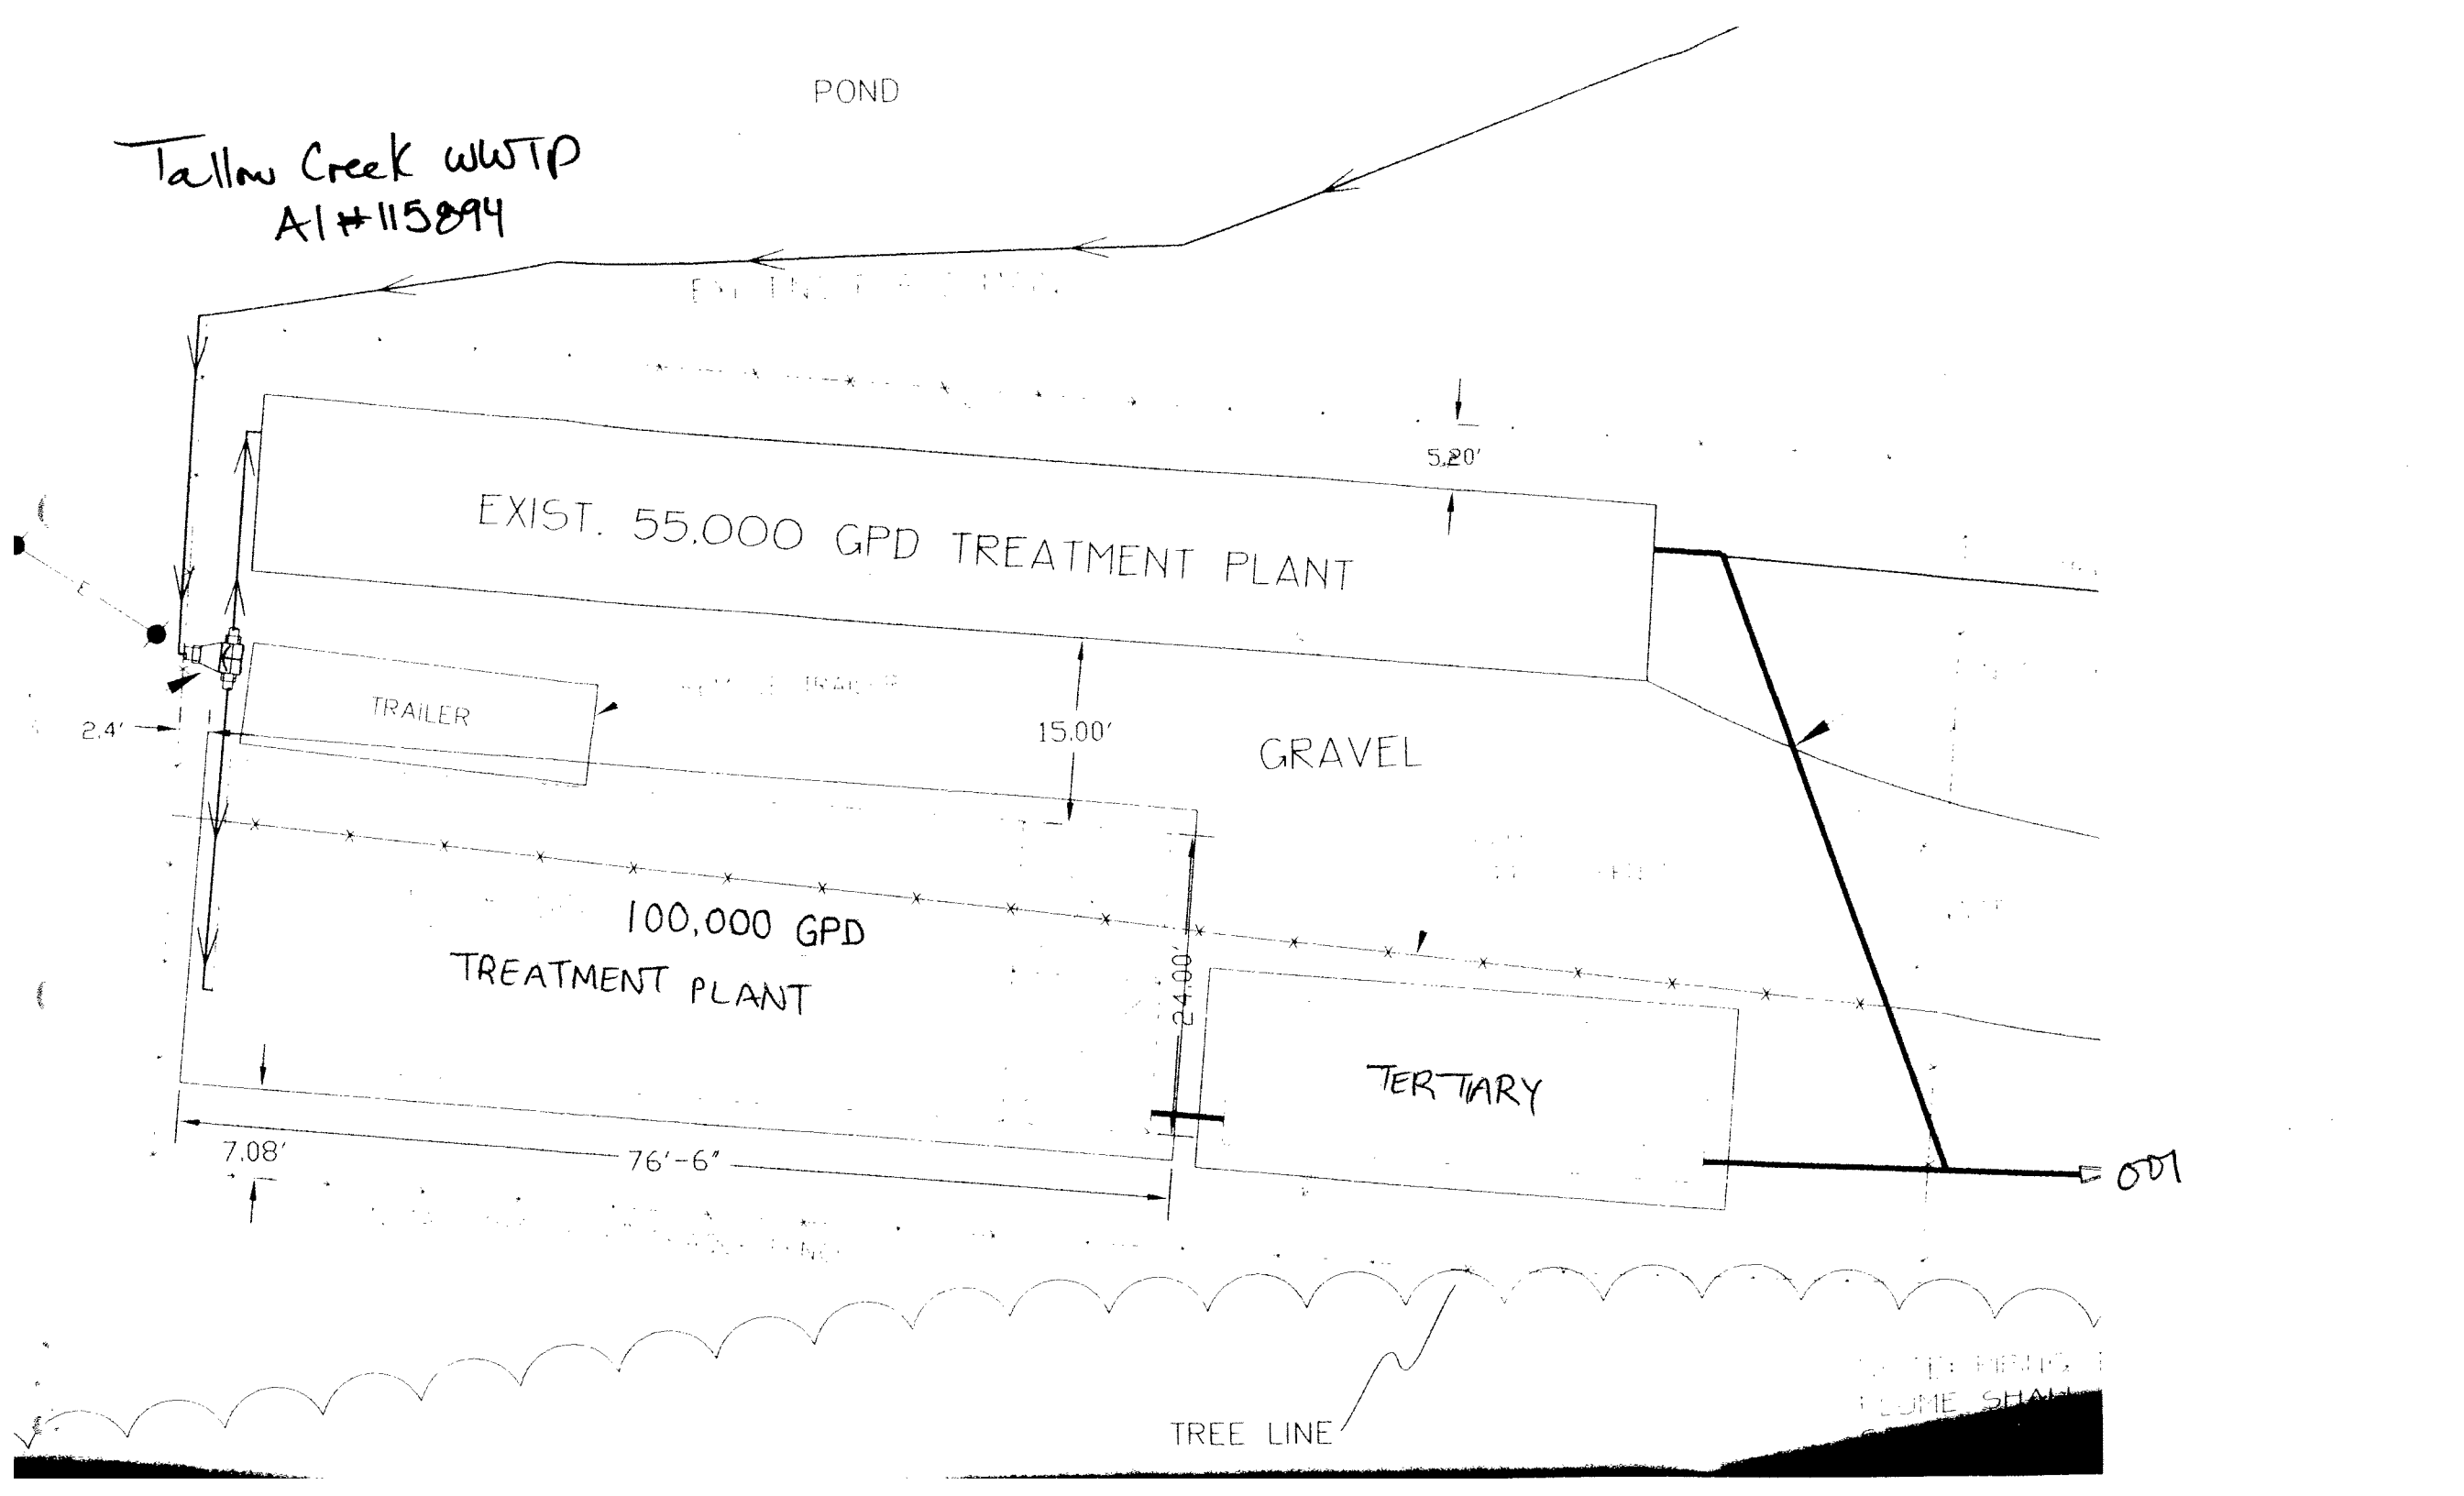 POND
Tallow Creek WWTP
AI#115894
5.20'
EXIST. 55,000 GPD TREATMENT PLANT
E
TRAILER
2.4'
15.00'
GRAVEL
100,000 GPD
TREATMENT PLANT
24.00'
TERTIARY
7.08'
76'-6"
001
TREE LINE